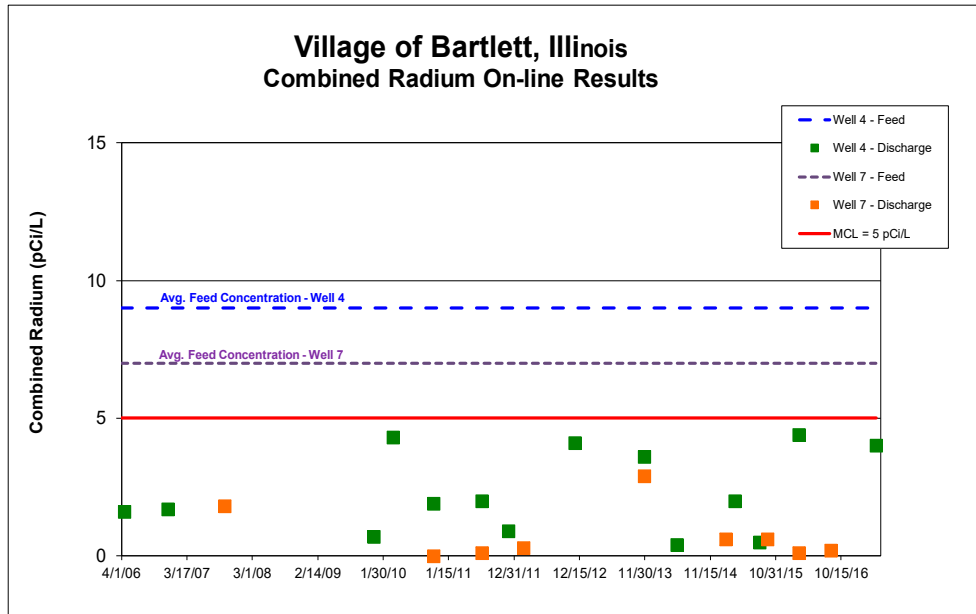 Village of Bartlett, Illinois
Combined Radium On-line Results
Well 4 - Feed
Well 4 - Discharge
Well 7 - Feed
Well 7 - Discharge
MCL = 5 pCi/L
Combined Radium (pCi/L)
15
10
5
0
Avg. Feed Concentration - Well 4
Avg. Feed Concentration - Well 7
4/1/06 3/17/07 3/1/08 2/14/09 1/30/10 1/15/11 12/31/11 12/15/12 11/30/13 11/15/14 10/31/15 10/15/16